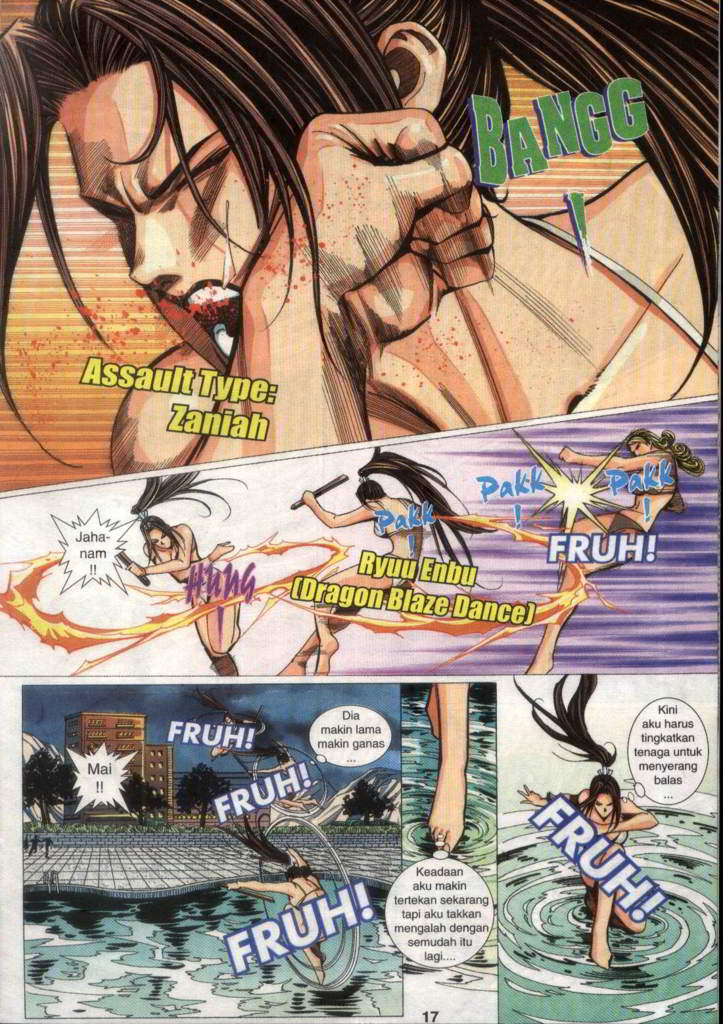 BANGG
!
Assault Type:
Zaniah
Jaha-
nam
!!
HUNG
!
Pakk
!
Ryuu Enbu
(Dragon Blaze Dance)
Pakk
!
Pakk
!
FRUH!
Mai
!!
FRUH!
FRUH!
FRUH!
Dia
makin lama
makin ganas
...
Keadaan
aku makin
tertekan sekarang
tapi aku takkan
mengalah dengan
semudah itu
lagi....
Kini
aku harus
tingkatkan
tenaga untuk
menyerang
balas
...
FRUH!
17